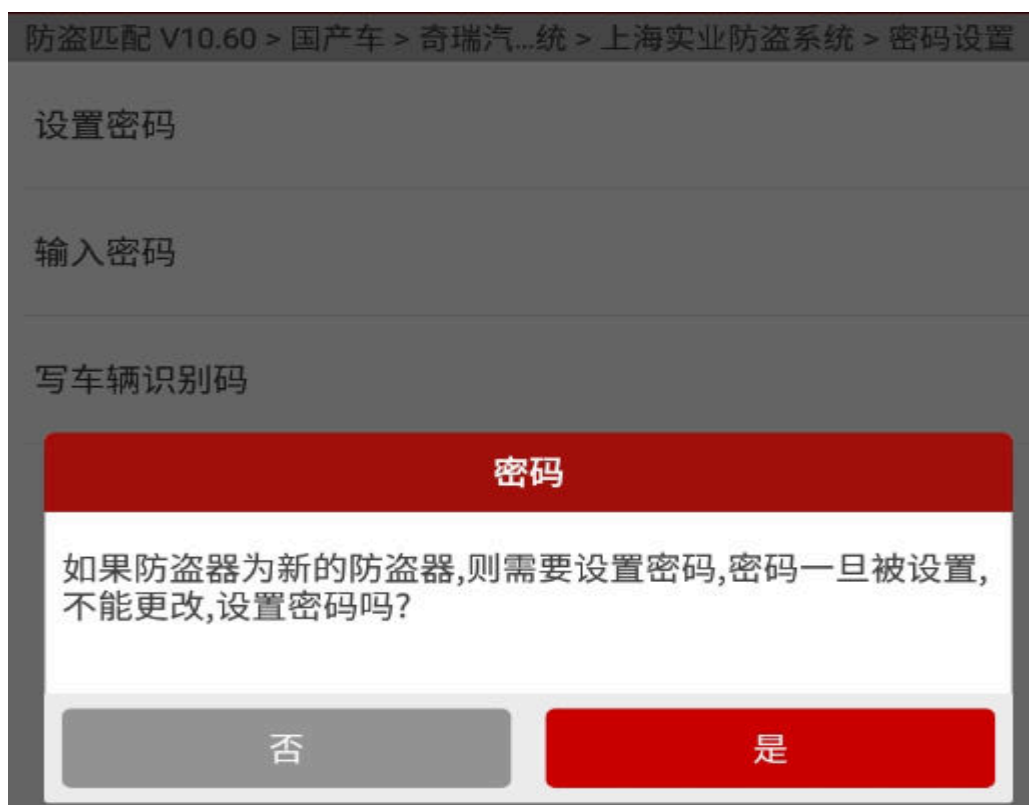 防盗匹配 V10.60 > 国产车 > 奇瑞汽...统 > 上海实业防盗系统 > 密码设置
设置密码
输入密码
写车辆识别码
密码
如果防盗器为新的防盗器,则需要设置密码,密码一旦被设置,
不能更改,设置密码吗?
否
是